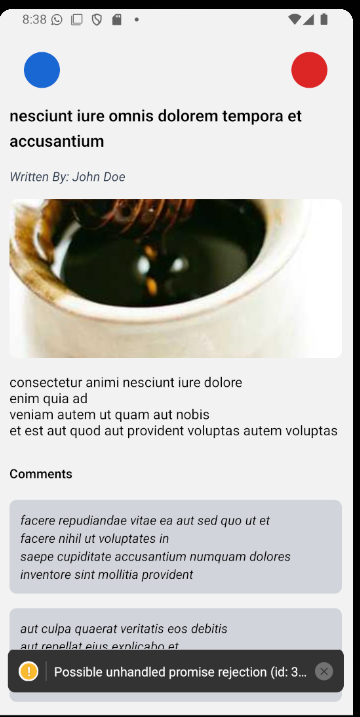 8:38
nesciunt iure omnis dolorem tempora et
accusantium
Written By: John Doe
consectetur animi nesciunt iure dolore
enim quia ad
veniam autem ut quam aut nobis
et est aut quod aut provident voluptas autem voluptas
Comments
facere repudiandae vitae ea aut sed quo ut et
facere nihil ut voluptates in
saepe cupiditate accusantium numquam dolores
inventore sint mollitia provident
aut culpa quaerat veritatis eos debitis
aut repellat eius explicabo et
Possible unhandled promise rejection (id: 3...